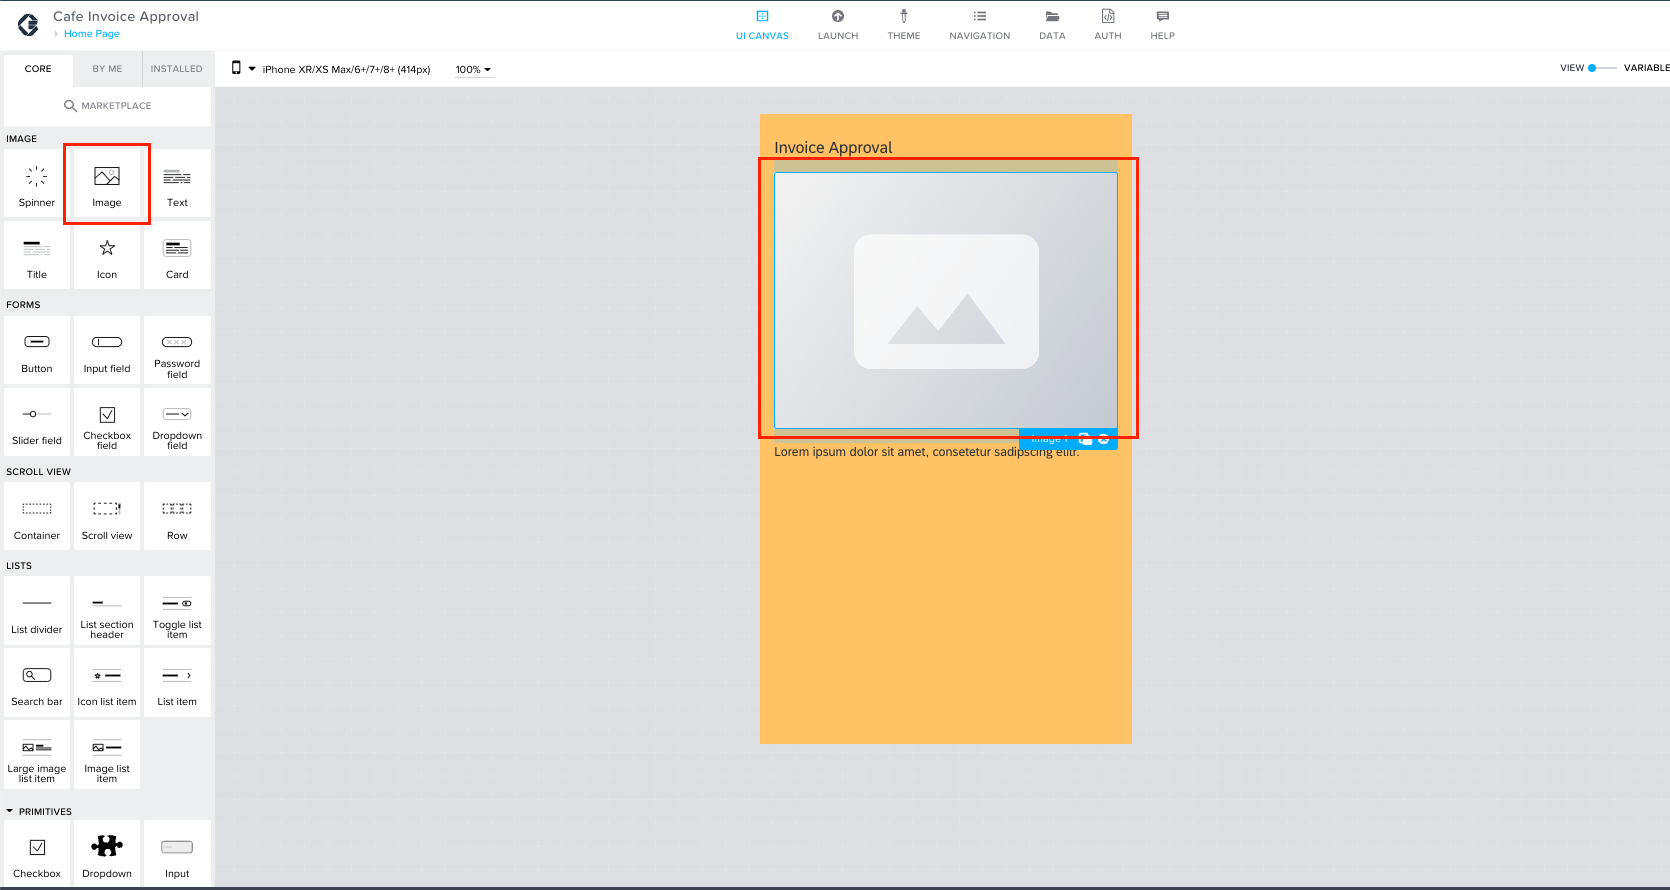 Cafe Invoice Approval
Home Page
UI CANVAS
LAUNCH
THEME
NAVIGATION
DATA
AUTH
HELP
CORE
BY ME
INSTALLED
iPhone XR/XS Max/6+/7+/8+ (414px)
100%
VIEW
VARIABLE
MARKETPLACE
IMAGE
Spinner
Image
Text
Title
Icon
Card
FORMS
Button
Input field
Password
field
Slider field
Checkbox
field
Dropdown
field
SCROLL VIEW
Container
Scroll view
Row
LISTS
List divider
List section
header
Toggle list
item
Search bar
Icon list item
List item
Large image
list item
Image list
item
PRIMITIVES
Checkbox
Dropdown
Input
Invoice Approval
Image 1
Lorem ipsum dolor sit amet, consetetur sadipscing elitr.